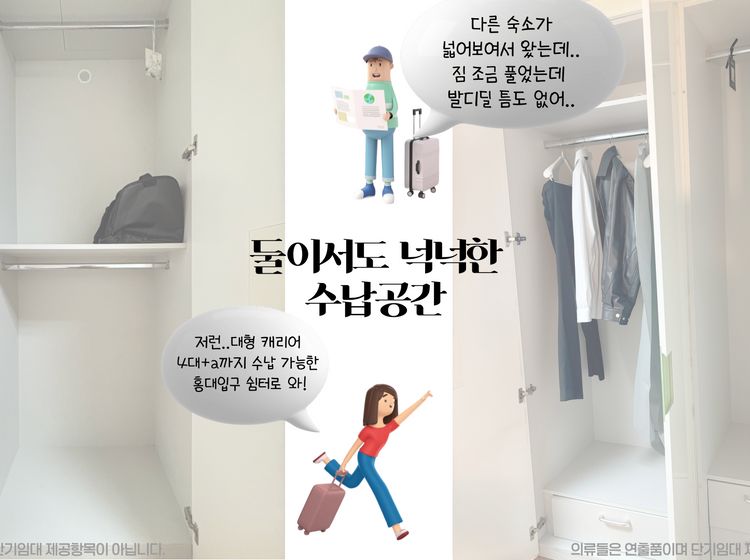 다른 숙소가
넓어보여서 왔는데..
짐 조금 풀었는데
발디딜 틈도 없어..
둘이서도 넉넉한
수납공간
저런..대형 캐리어
4대+a까지 수납 가능한
홍대입구 쉼터로 와!
단기임대 제공항목이 아닙니다.
의류들은 연출품이며 단기임대